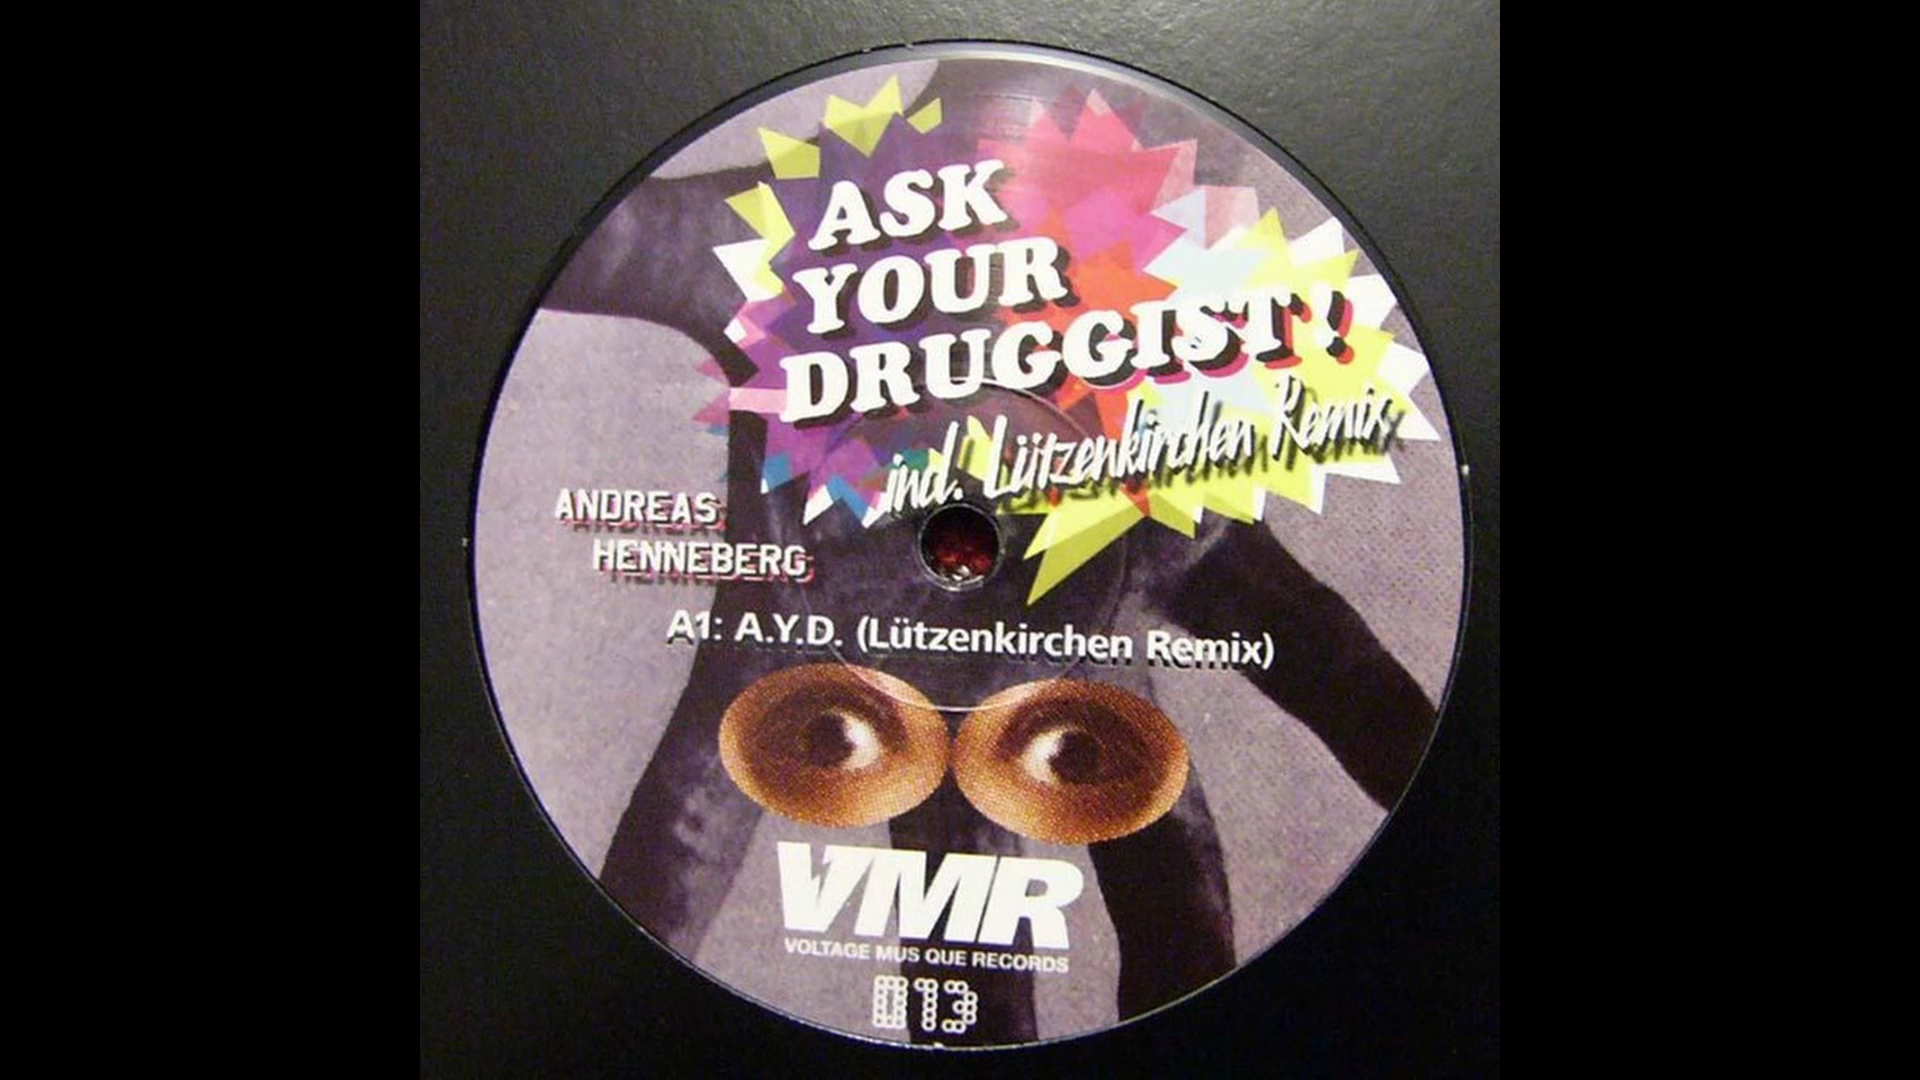 ASK
YOUR
DRUGGIST!
incl. Lützenkirchen Remix
ANDREAS
HENNEBERG
A1: A.Y.D. (Lützenkirchen Remix)
VMR
VOLTAGE MUS QUE RECORDS
013